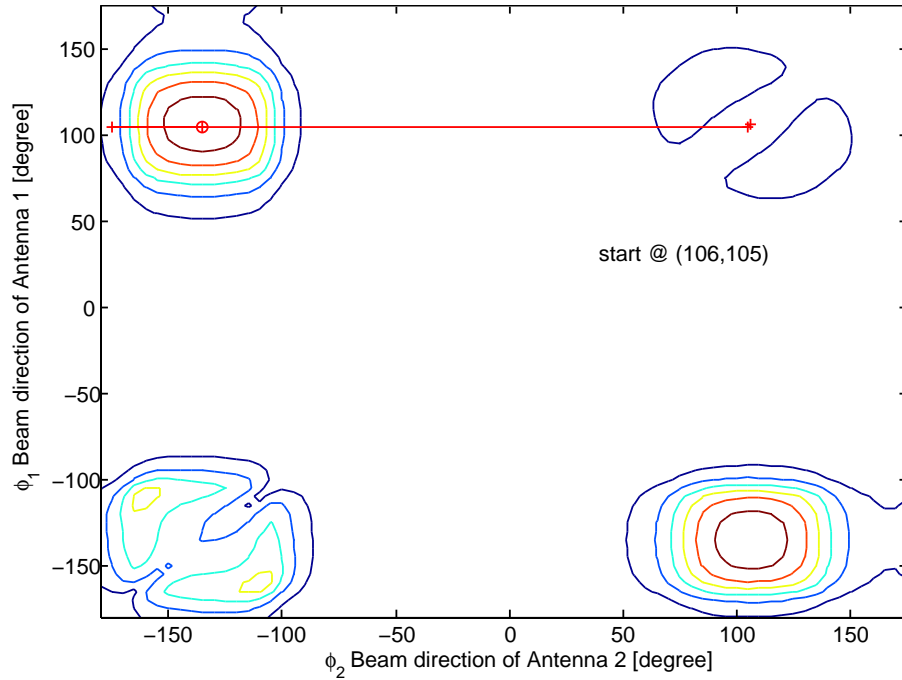 150
100
50
0
−50
−100
−150
ϕ1 Beam direction of Antenna 1 [degree]
start @ (106,105)
−150 −100 −50 0 50 100 150
ϕ2 Beam direction of Antenna 2 [degree]